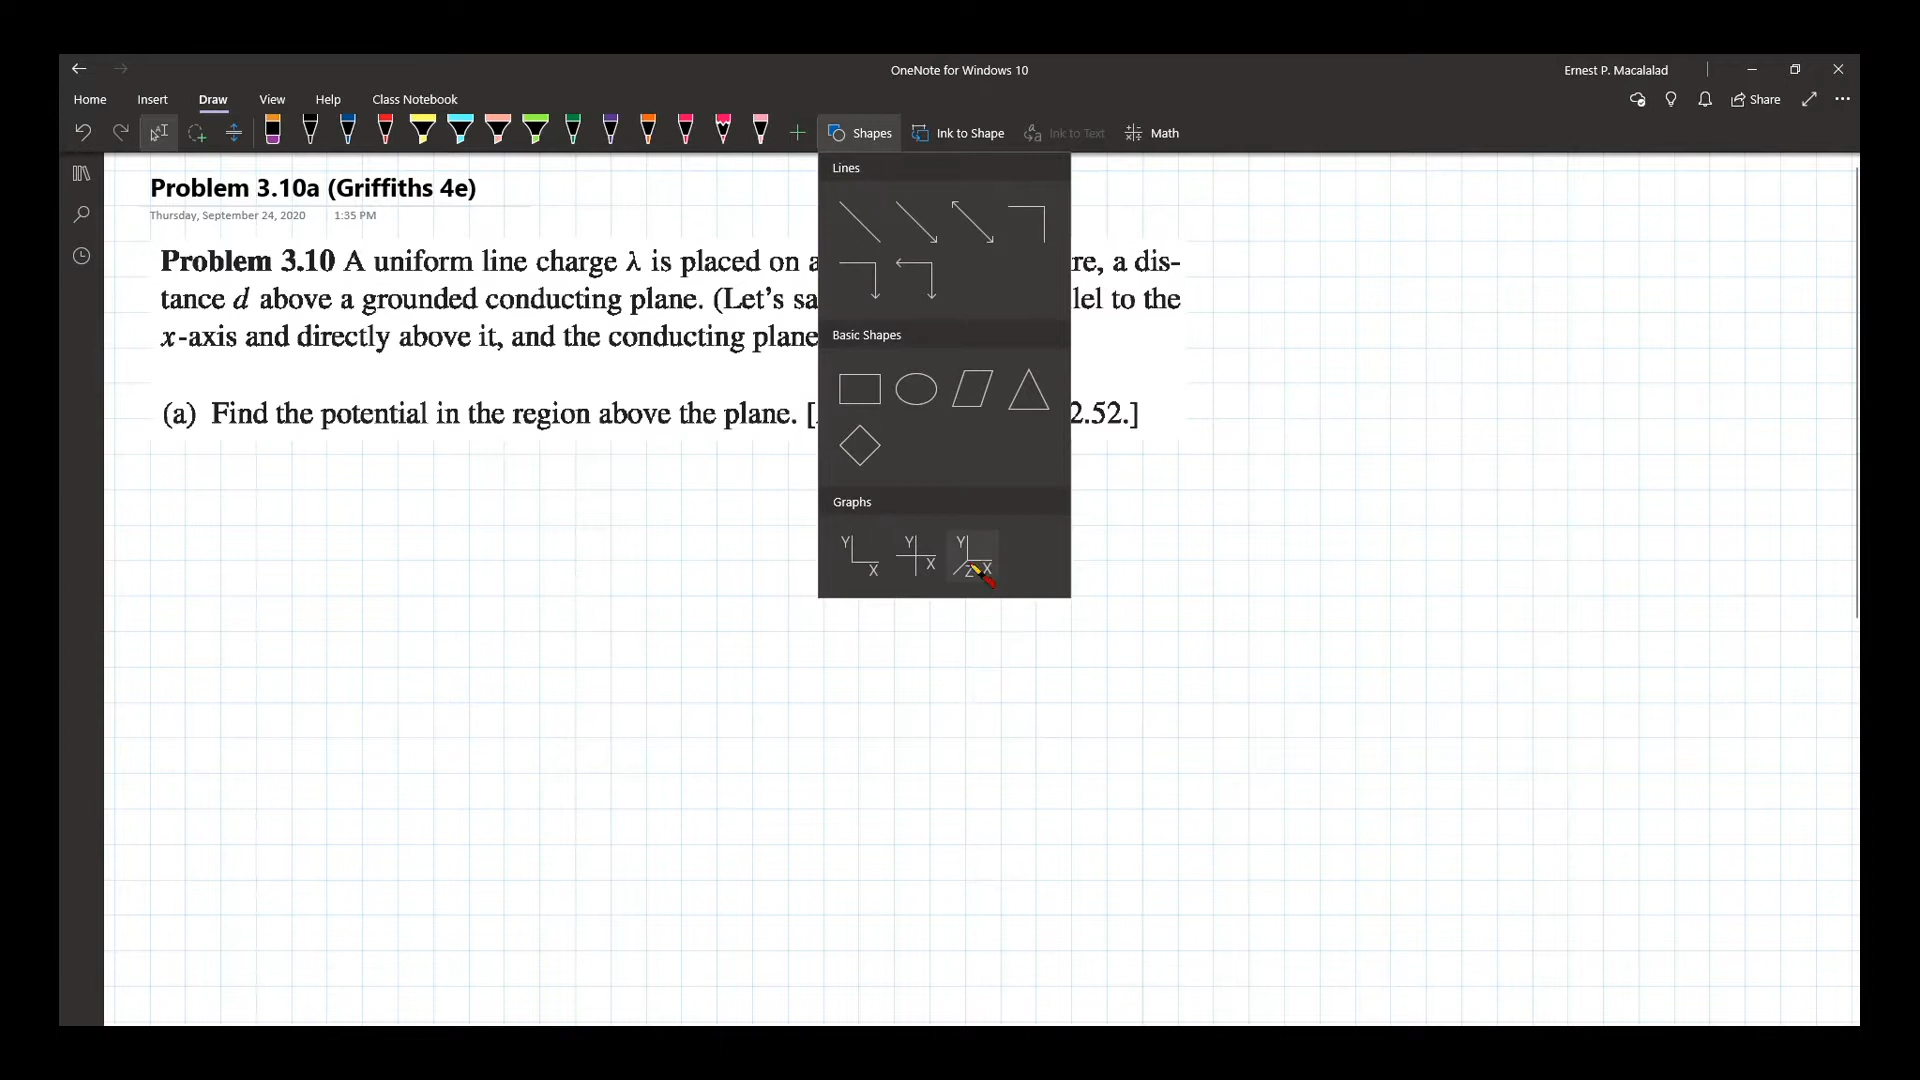 OneNote for Windows 10
Ernest P. Macalalad
Home Insert Draw View Help Class Notebook
Share
Shapes Ink to Shape Ink to Text Math
Lines
Basic Shapes
Graphs
Y X
Y X
Y Z X
Problem 3.10a (Griffiths 4e)
Thursday, September 24, 2020 1:35 PM
Problem 3.10 A uniform line charge λ is placed on a re, a dis-
tance d above a grounded conducting plane. (Let's sa lel to the
x-axis and directly above it, and the conducting plane
(a) Find the potential in the region above the plane. [ 2.52.]